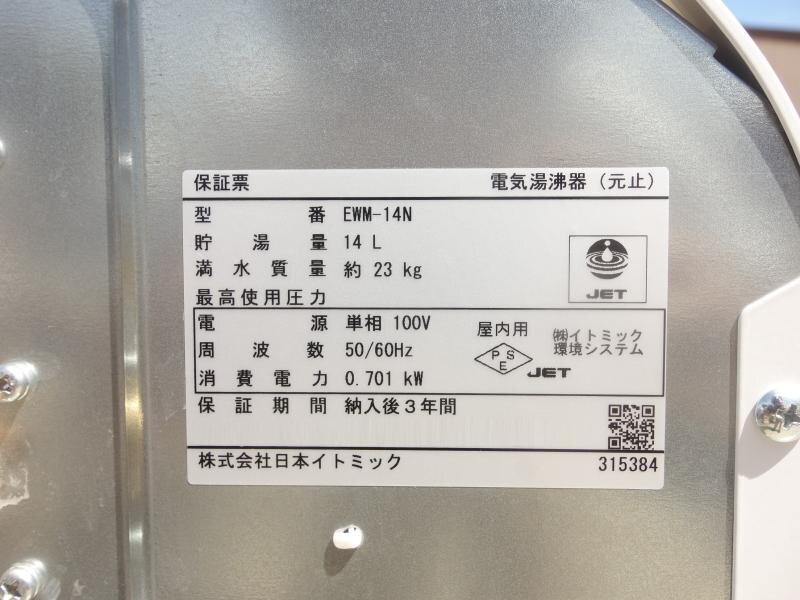 保証票 電気湯沸器（元止）
型番 EWM-14N
貯湯量 14 L
満水質量 約 23 kg
JET
最高使用圧力
電源 単相 100V 屋内用 ㈱イトミック
周波数 50/60Hz 環境システム
PSE JET
消費電力 0.701 kW
保証期間 納入後３年間
株式会社日本イトミック 315384